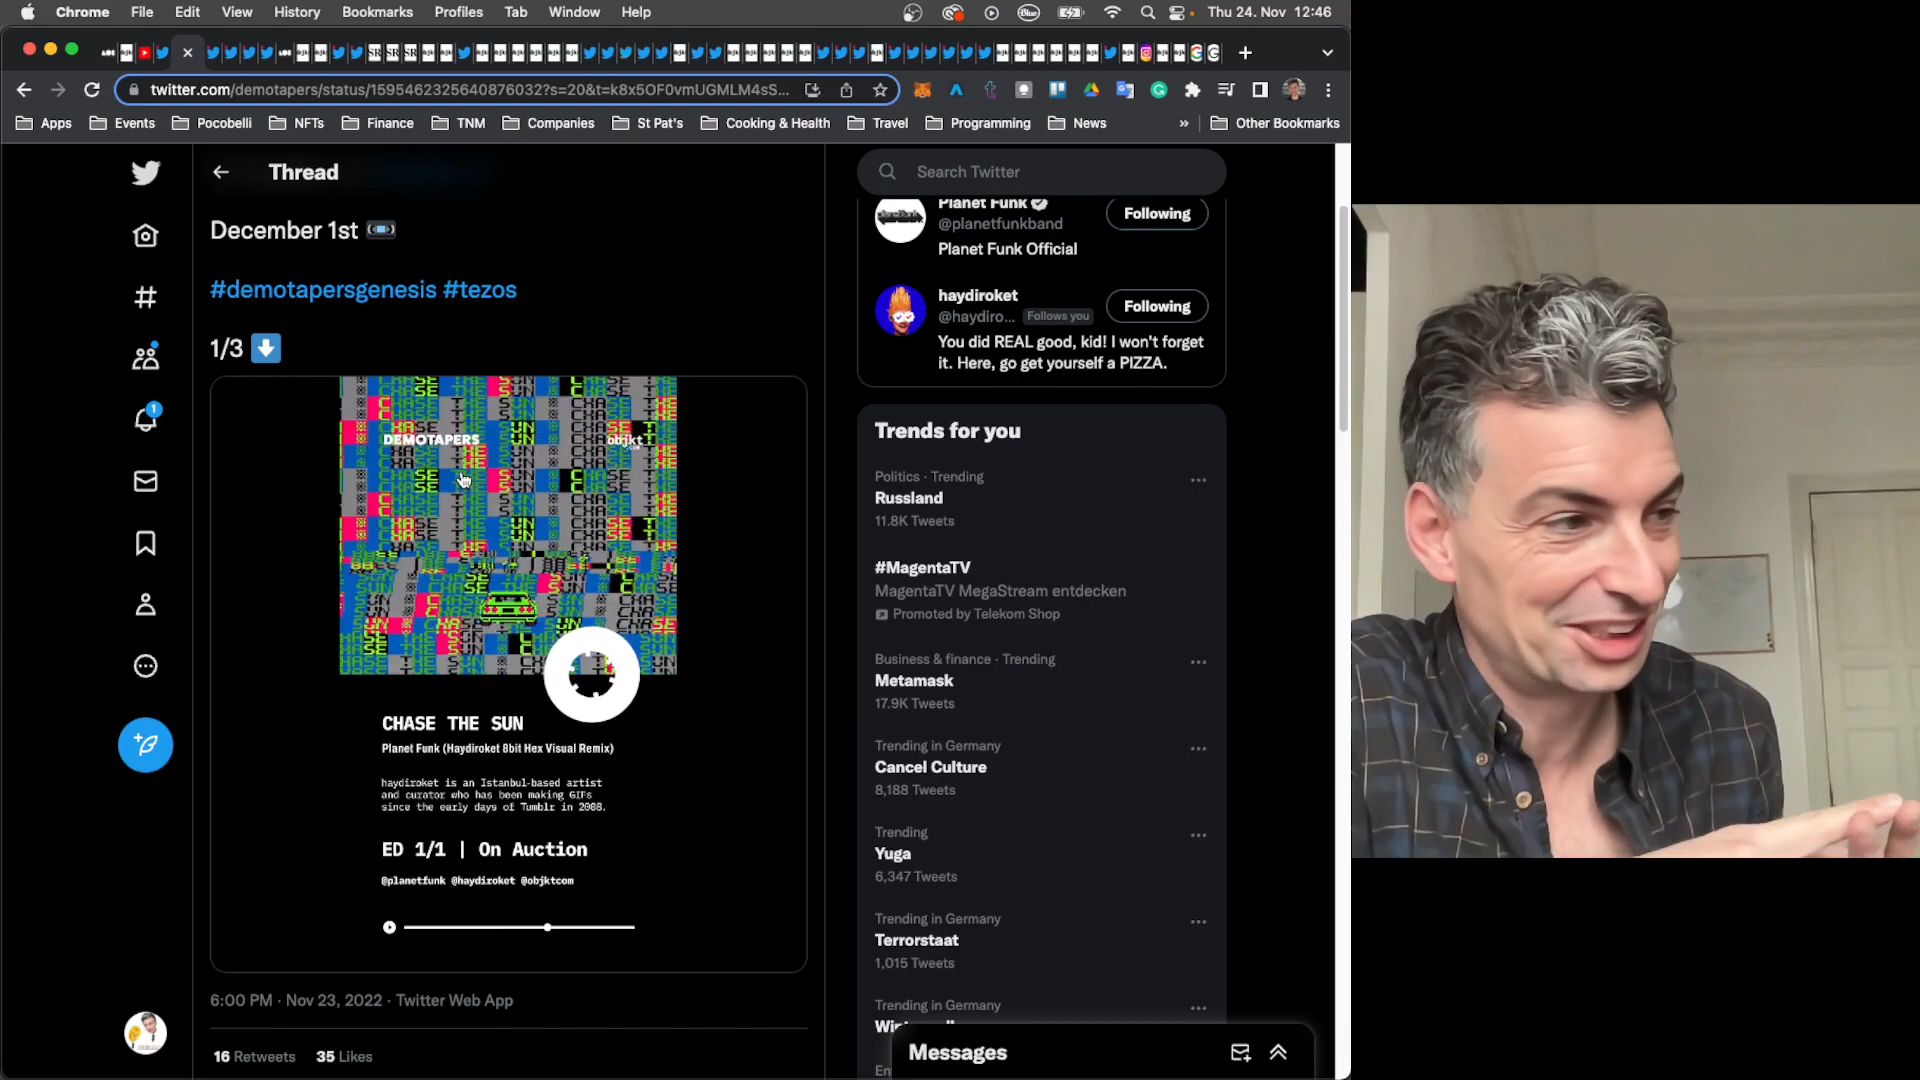 Chrome File Edit View History Bookmarks Profiles Tab Window Help
Thu 24. Nov 12:46
twitter.com/demotapers/status/1595462325640876032?s=20&t=k8x5OF0vmUGMLM4sS...
Apps Events Pocobelli NFTs Finance TNM Companies St Pat's Cooking & Health Travel Programming News » Other Bookmarks
Thread
December 1st
#demotapersgenesis #tezos
1/3
DEMOTAPERS
objkt
.com
CHASE THE SUN
Planet Funk (Haydiroket 8bit Hex Visual Remix)
haydiroket is an Istanbul-based artist
and curator who has been making GIFs
since the early days of Tumblr in 2008.
ED 1/1 | On Auction
@planetfunk @haydiroket @objktcom
6:00 PM · Nov 23, 2022 · Twitter Web App
16 Retweets 35 Likes
Search Twitter
Planet Funk
@planetfunkband
Following
Planet Funk Official
haydiroket
@haydiro... Follows you
Following
You did REAL good, kid! I won't forget
it. Here, go get yourself a PIZZA.
Trends for you
Politics · Trending
Russland
11.8K Tweets
#MagentaTV
MagentaTV MegaStream entdecken
Promoted by Telekom Shop
Business & finance · Trending
Metamask
17.9K Tweets
Trending in Germany
Cancel Culture
8,188 Tweets
Trending
Yuga
6,347 Tweets
Trending in Germany
Terrorstaat
1,015 Tweets
Trending in Germany
Messages